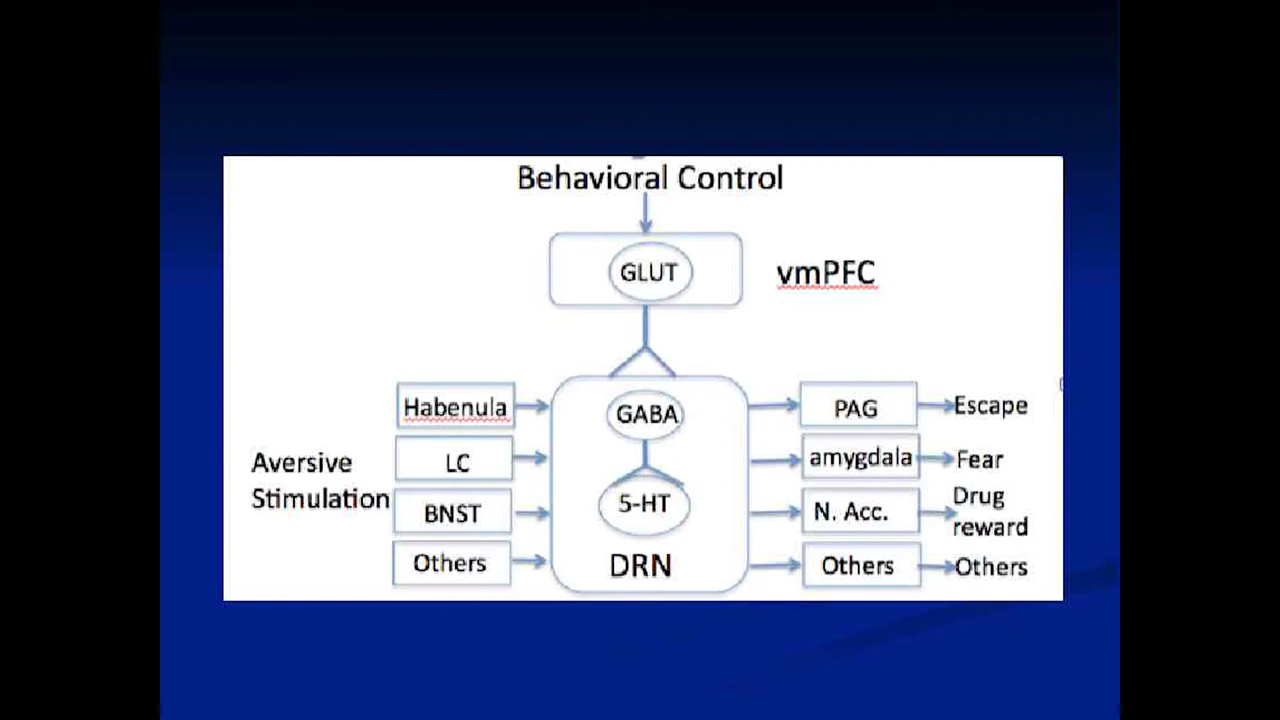 Behavioral Control
GLUT
vmPFC
Aversive
Stimulation
Habenula
LC
BNST
Others
GABA
5-HT
DRN
PAG
amygdala
N. Acc.
Others
Escape
Fear
Drug
reward
Others